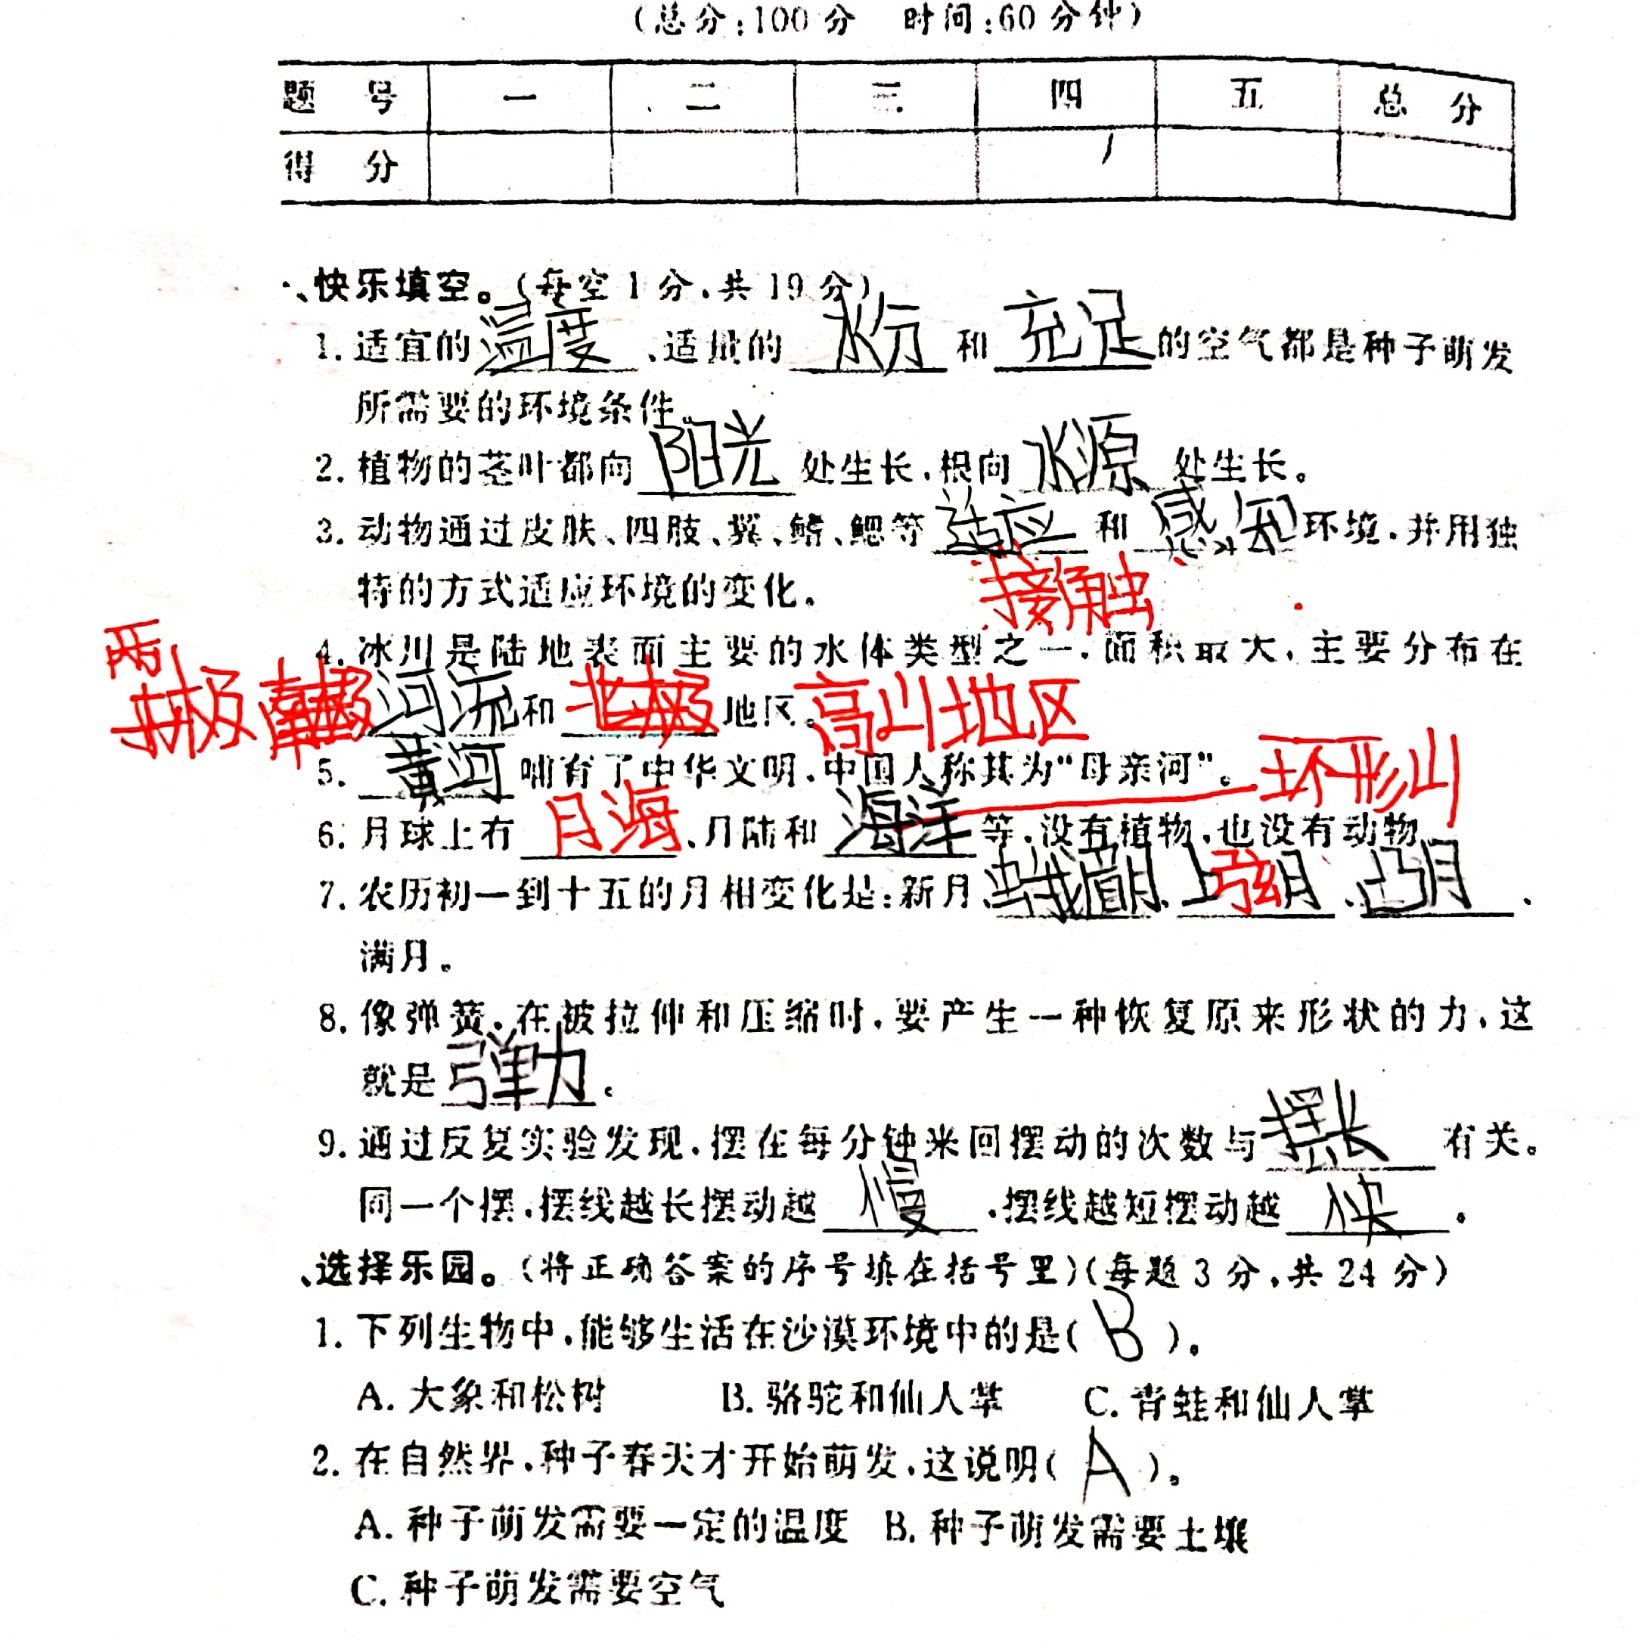 (总分:100分 时间:60分钟)
题 号 一 二 三 四 五 总 分
得 分
、快乐填空。(每空1分,共19分)
1. 适宜的 温度 、适量的 水分 和 充足 的空气都是种子萌发
所需要的环境条件。
2. 植物的茎叶都向 阳光 处生长,根向 水源 处生长。
3. 动物通过皮肤、四肢、翼、鳍、鳃等 适应 和 感知 环境,并用独
接触
特的方式适应环境的变化。
4. 冰川是陆地表面主要的水体类型之一,面积最大,主要分布在
两极 南极 河流 和 北极 地区。 高山地区
5. 黄河 哺育了中华文明,中国人称其为“母亲河”。 环形山
6. 月球上有 月海 、月陆和 海洋 等,没有植物,也没有动物
7. 农历初一到十五的月相变化是:新月、 蛾眉月 、 上弦月 、 凸月 、
满月。
8. 像弹簧,在被拉伸和压缩时,要产生一种恢复原来形状的力,这
就是 弹力 。
9. 通过反复实验发现,摆在每分钟来回摆动的次数与 摆长 有关。
同一个摆,摆线越长摆动越 慢 ,摆线越短摆动越 快 。
、选择乐园。(将正确答案的序号填在括号里)(每题3分,共24分)
1. 下列生物中,能够生活在沙漠环境中的是( B )。
A. 大象和松树 B. 骆驼和仙人掌 C. 青蛙和仙人掌
2. 在自然界,种子春天才开始萌发,这说明( A )。
A. 种子萌发需要一定的温度 B. 种子萌发需要土壤
C. 种子萌发需要空气